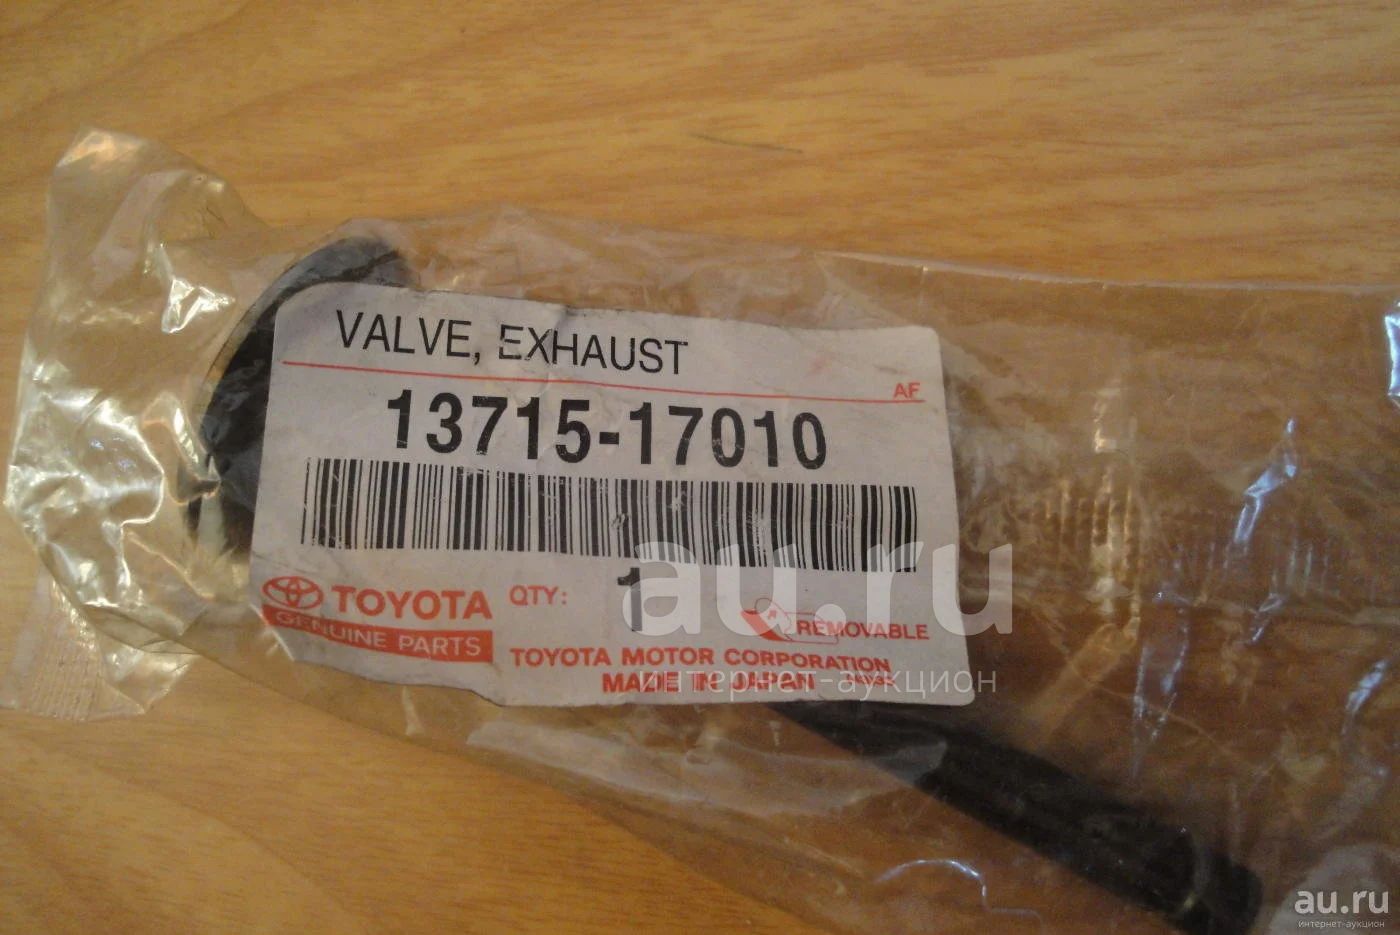 VALVE, EXHAUST
AF
13715-17010
TOYOTA
GENUINE PARTS
QTY: 1
REMOVABLE
TOYOTA MOTOR CORPORATION
MADE IN JAPAN
au.ru
интернет-аукцион
au.ru
интернет-аукцион